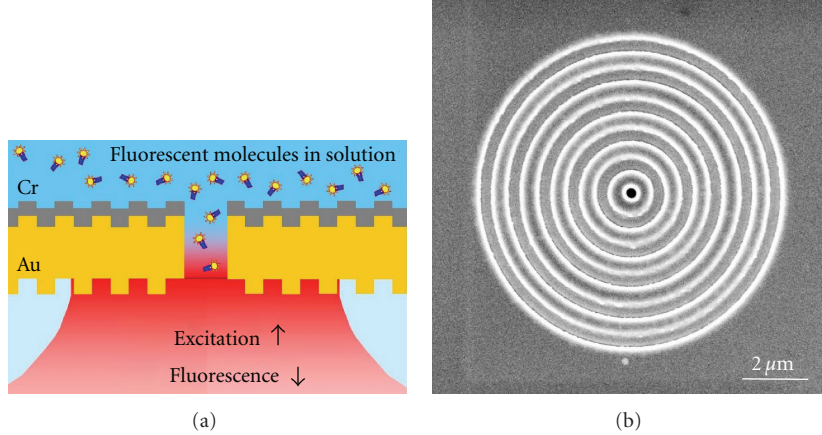 Fluorescent molecules in solution
Cr
Au
Excitation ↑
Fluorescence ↓
2 μm
(a)
(b)